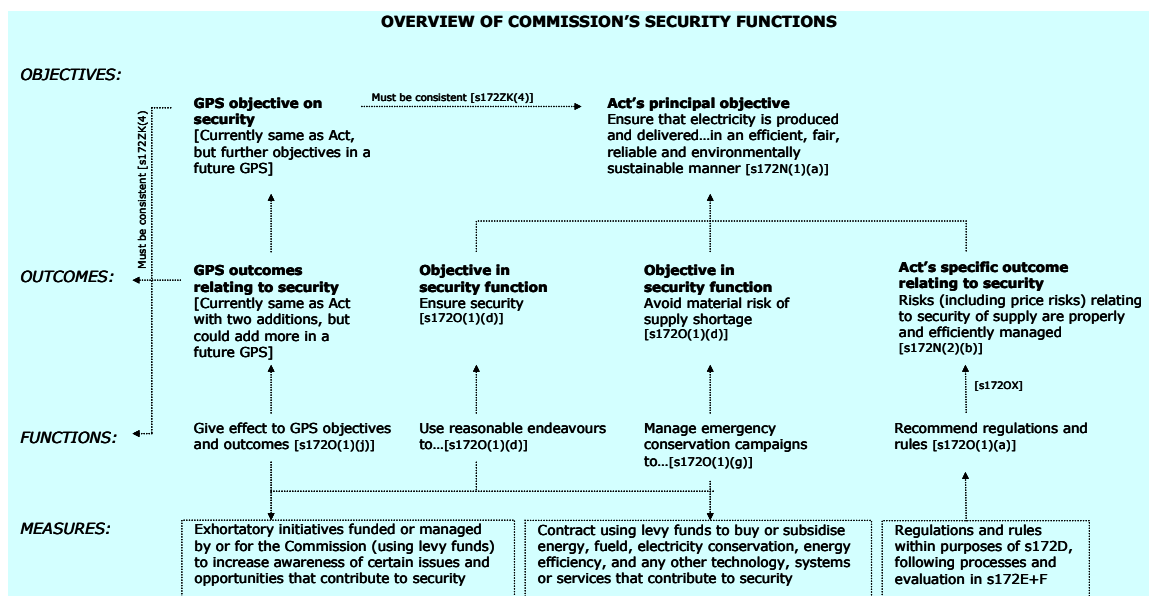 OVERVIEW OF COMMISSION'S SECURITY FUNCTIONS
OBJECTIVES:
GPS objective on
security
[Currently same as Act,
but further objectives in a
future GPS]
Must be consistent [s172ZK(4)]
Act's principal objective
Ensure that electricity is produced
and delivered…in an efficient, fair,
reliable and environmentally
sustainable manner [s172N(1)(a)]
Must be consistent [s172ZK(4)
OUTCOMES:
GPS outcomes
relating to security
[Currently same as Act
with two additions, but
could add more in a
future GPS]
Objective in
security function
Ensure security
[s172O(1)(d)]
Objective in
security function
Avoid material risk of
supply shortage
[s172O(1)(d)]
Act's specific outcome
relating to security
Risks (including price risks) relating
to security of supply are properly
and efficiently managed
[s172N(2)(b)]
[s172OX]
FUNCTIONS:
Give effect to GPS objectives
and outcomes [s172O(1)(j)]
Use reasonable endeavours
to…[s172O(1)(d)]
Manage emergency
conservation campaigns
to…[s172O(1)(g)]
Recommend regulations and
rules [s172O(1)(a)]
MEASURES:
Exhortatory initiatives funded or managed
by or for the Commission (using levy funds)
to increase awareness of certain issues and
opportunities that contribute to security
Contract using levy funds to buy or subsidise
energy, fueld, electricity conservation, energy
efficiency, and any other technology, systems
or services that contribute to security
Regulations and rules
within purposes of s172D,
following processes and
evaluation in s172E+F